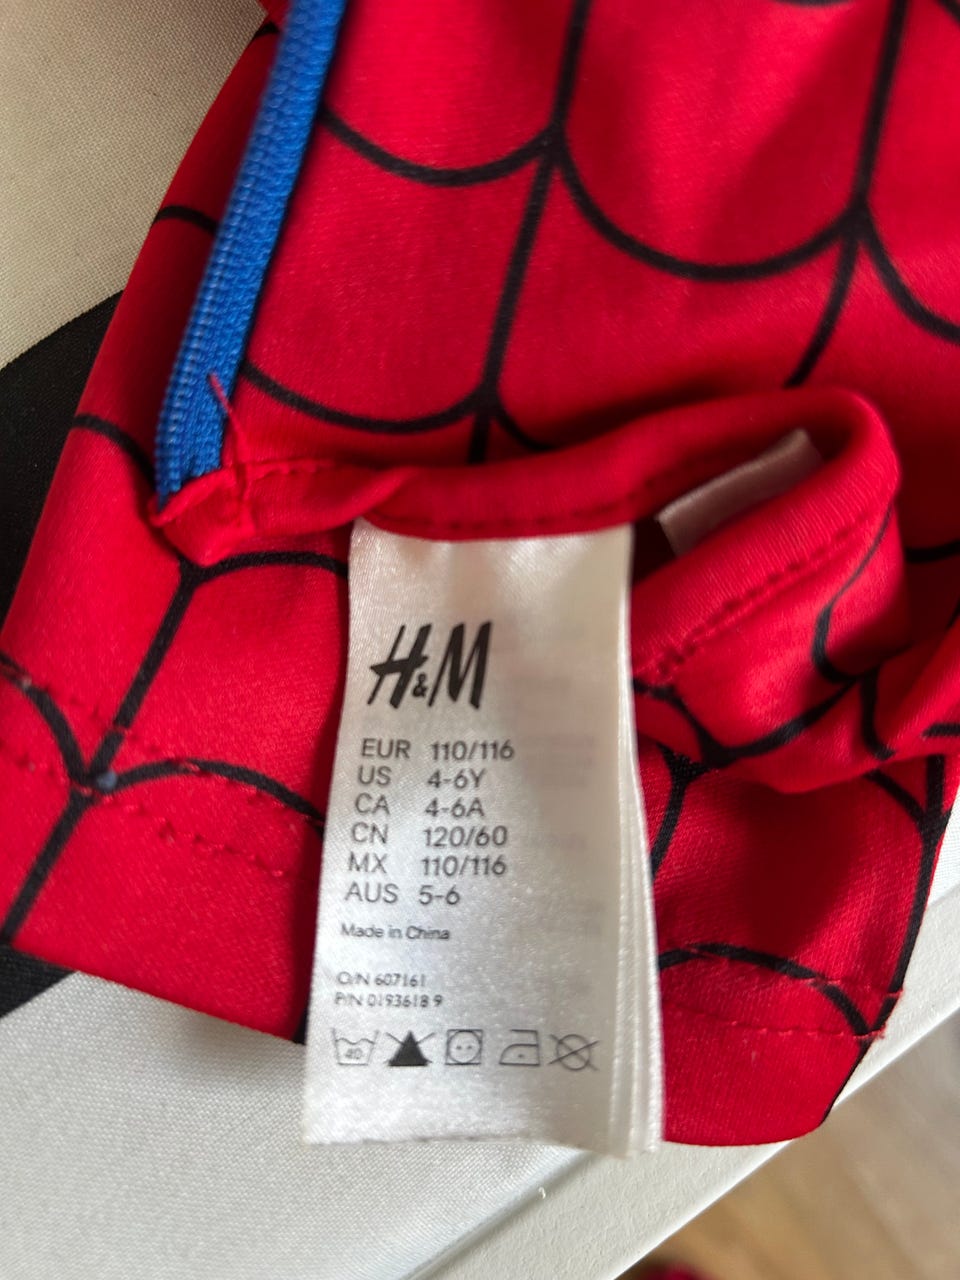 H&M
EUR 110/116
US 4-6Y
CA 4-6A
CN 120/60
MX 110/116
AUS 5-6
Made in China
O/N 607161
P/N 0193618 9
40